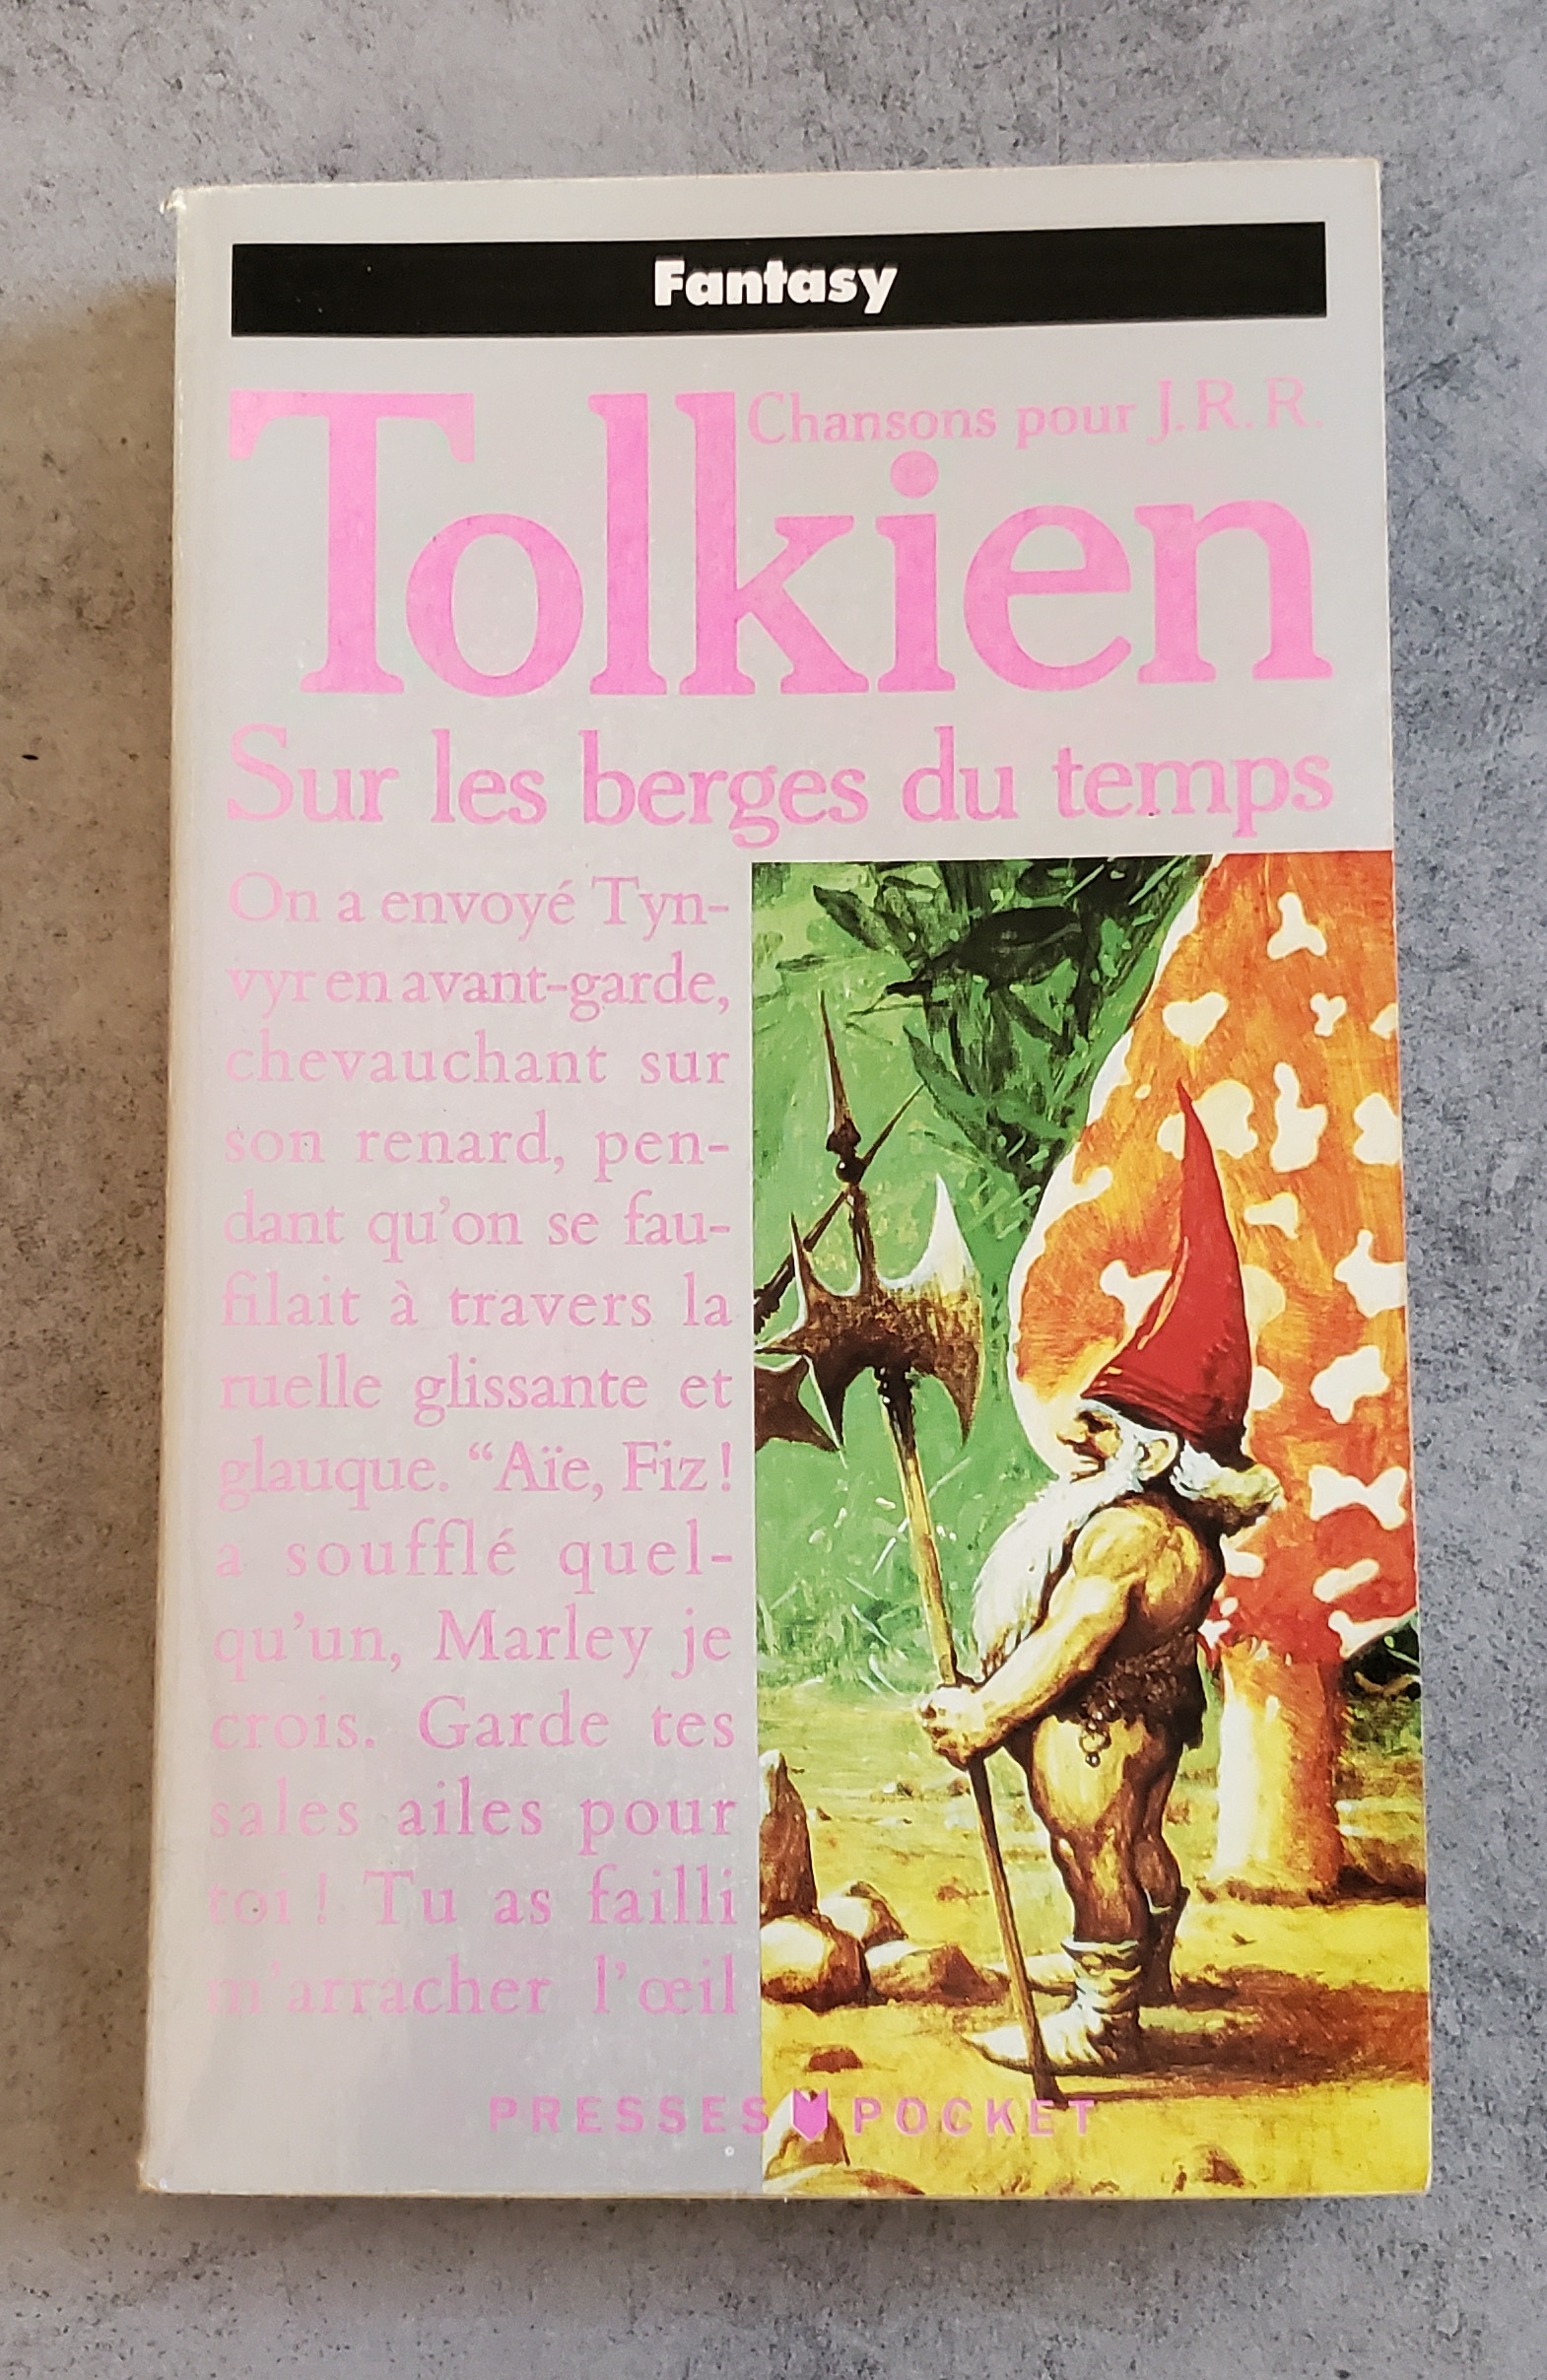 Fantasy
Chansons pour J.R.R.
Tolkien
Sur les berges du temps
On a envoyé Tyn-
vyr en avant-garde,
chevauchant sur
son renard, pen-
dant qu'on se fau-
filait à travers la
ruelle glissante et
glauque. “Aïe, Fiz !
a soufflé quel-
qu'un, Marley je
crois. Garde tes
sales ailes pour
toi ! Tu as failli
m'arracher l'œil
PRESSES POCKET